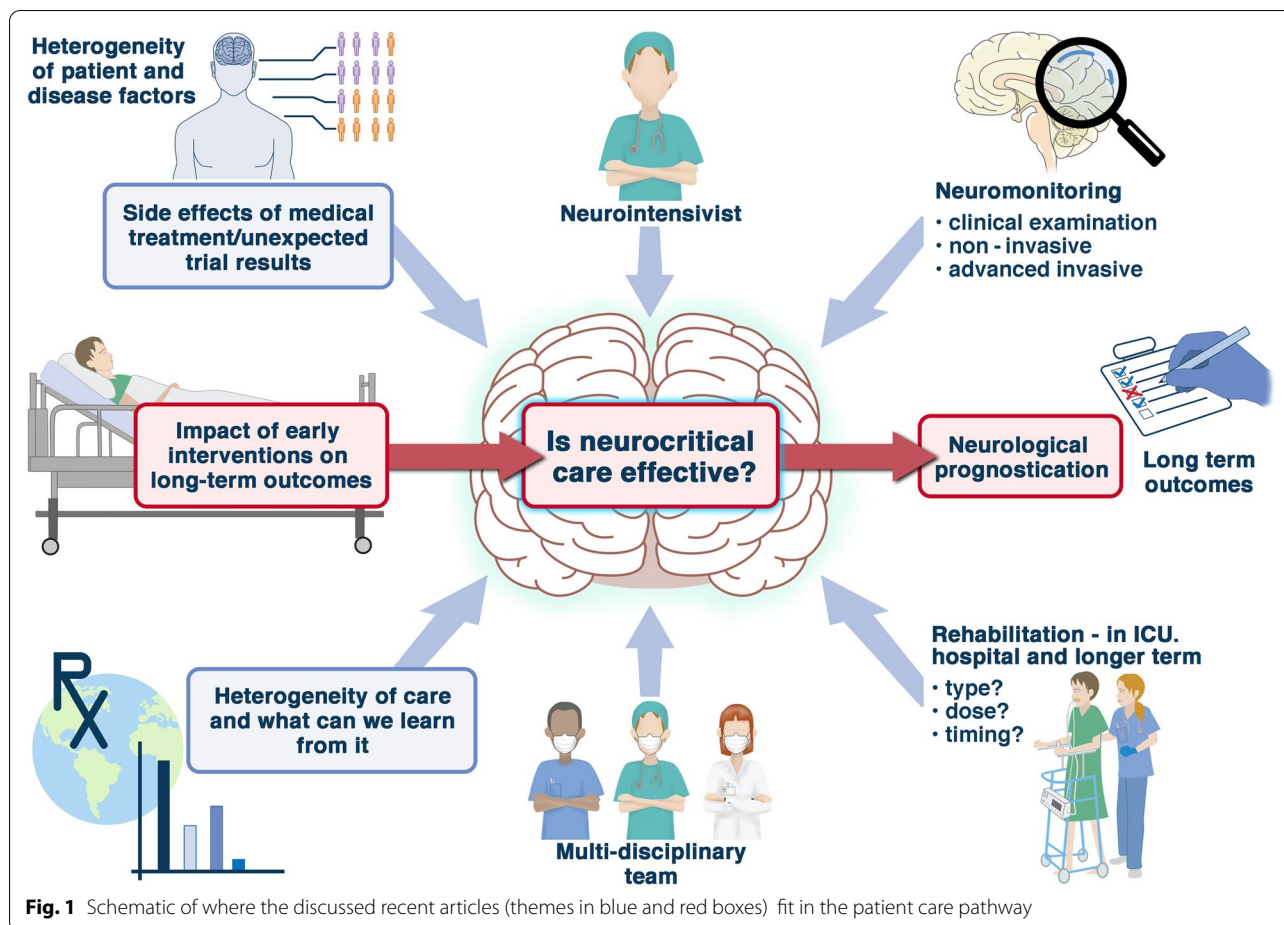 Heterogeneity
of patient and
disease factors
Side effects of medical
treatment/unexpected
trial results
Neurointensivist
Neuromonitoring
• clinical examination
• non - invasive
• advanced invasive
Impact of early
interventions on
long-term outcomes
Is neurocritical
care effective?
Neurological
prognostication
Long term
outcomes
Rx
Heterogeneity of care
and what can we learn
from it
Multi-disciplinary
team
Rehabilitation - in ICU.
hospital and longer term
• type?
• dose?
• timing?
Fig. 1 Schematic of where the discussed recent articles (themes in blue and red boxes) fit in the patient care pathway